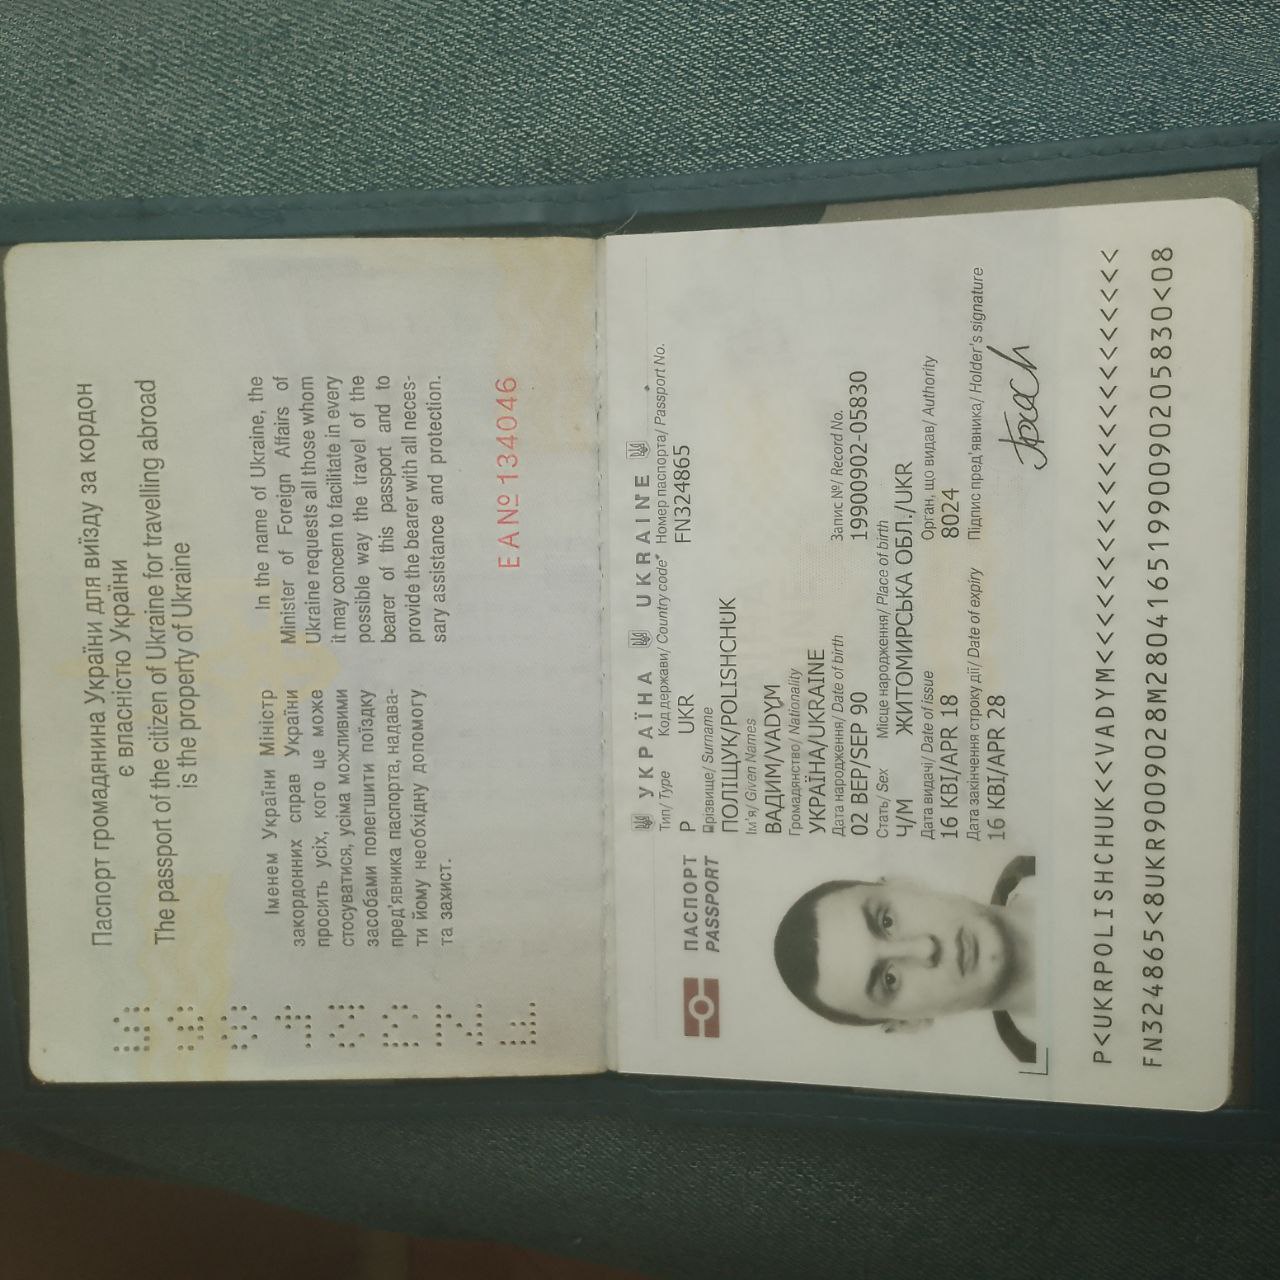 Паспорт громадянина України для виїзду за кордон
є власністю України
The passport of the citizen of Ukraine for travelling abroad
is the property of Ukraine
Іменем України Міністр
закордонних справ України
просить усіх, кого це може
стосуватися, усіма можливими
засобами полегшити поїздку
пред'явника паспорта, надава-
ти йому необхідну допомогу
та захист.
In the name of Ukraine, the
Minister of Foreign Affairs of
Ukraine requests all those whom
it may concern to facilitate in every
possible way the travel of the
bearer of this passport and to
provide the bearer with all neces-
sary assistance and protection.
EA№134046
УКРАЇНА UKRAINE
ПАСПОРТ
PASSPORT
Тип/ Type Код держави/ Country code Номер паспорта/ Passport No.
P UKR FN324865
Прізвище/ Surname
ПОЛІЩУК/POLISHCHUK
Ім'я/ Given Names
ВАДИМ/VADYM
Громадянство/ Nationality
УКРАЇНА/UKRAINE
Дата народження/ Date of birth Запис №/ Record No.
02 ВЕР/SEP 90 19900902-05830
Стать/ Sex Місце народження/ Place of birth
Ч/M ЖИТОМИРСЬКА ОБЛ./UKR
Дата видачі/ Date of issue Орган, що видав/ Authority
16 КВІ/APR 18 8024
Дата закінчення строку дії/ Date of expiry Підпис пред'явника/ Holder's signature
16 КВІ/APR 28
P<UKRPOLISHCHUK<<VADYM<<<<<<<<<<<<<<<<<<<<<<
FN324865<8UKR9009028M2804165199009020583​0<08